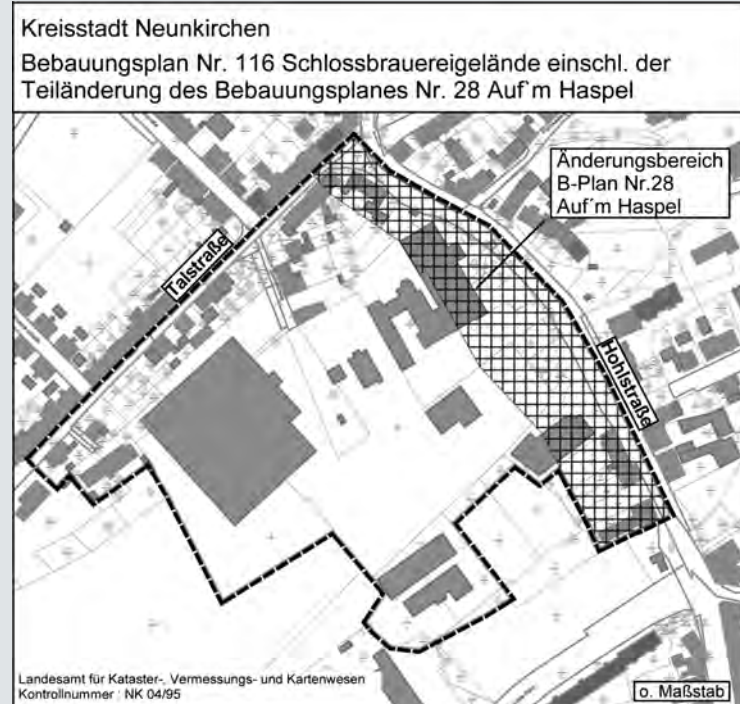 Kreisstadt Neunkirchen
Bebauungsplan Nr. 116 Schlossbrauereigelände einschl. der
Teiländerung des Bebauungsplanes Nr. 28 Auf`m Haspel
Änderungsbereich
B-Plan Nr.28
Auf´m Haspel
Talstraße
Hohlstraße
Landesamt für Kataster-, Vermessungs- und Kartenwesen
Kontrollnummer : NK 04/95
o. Maßstab